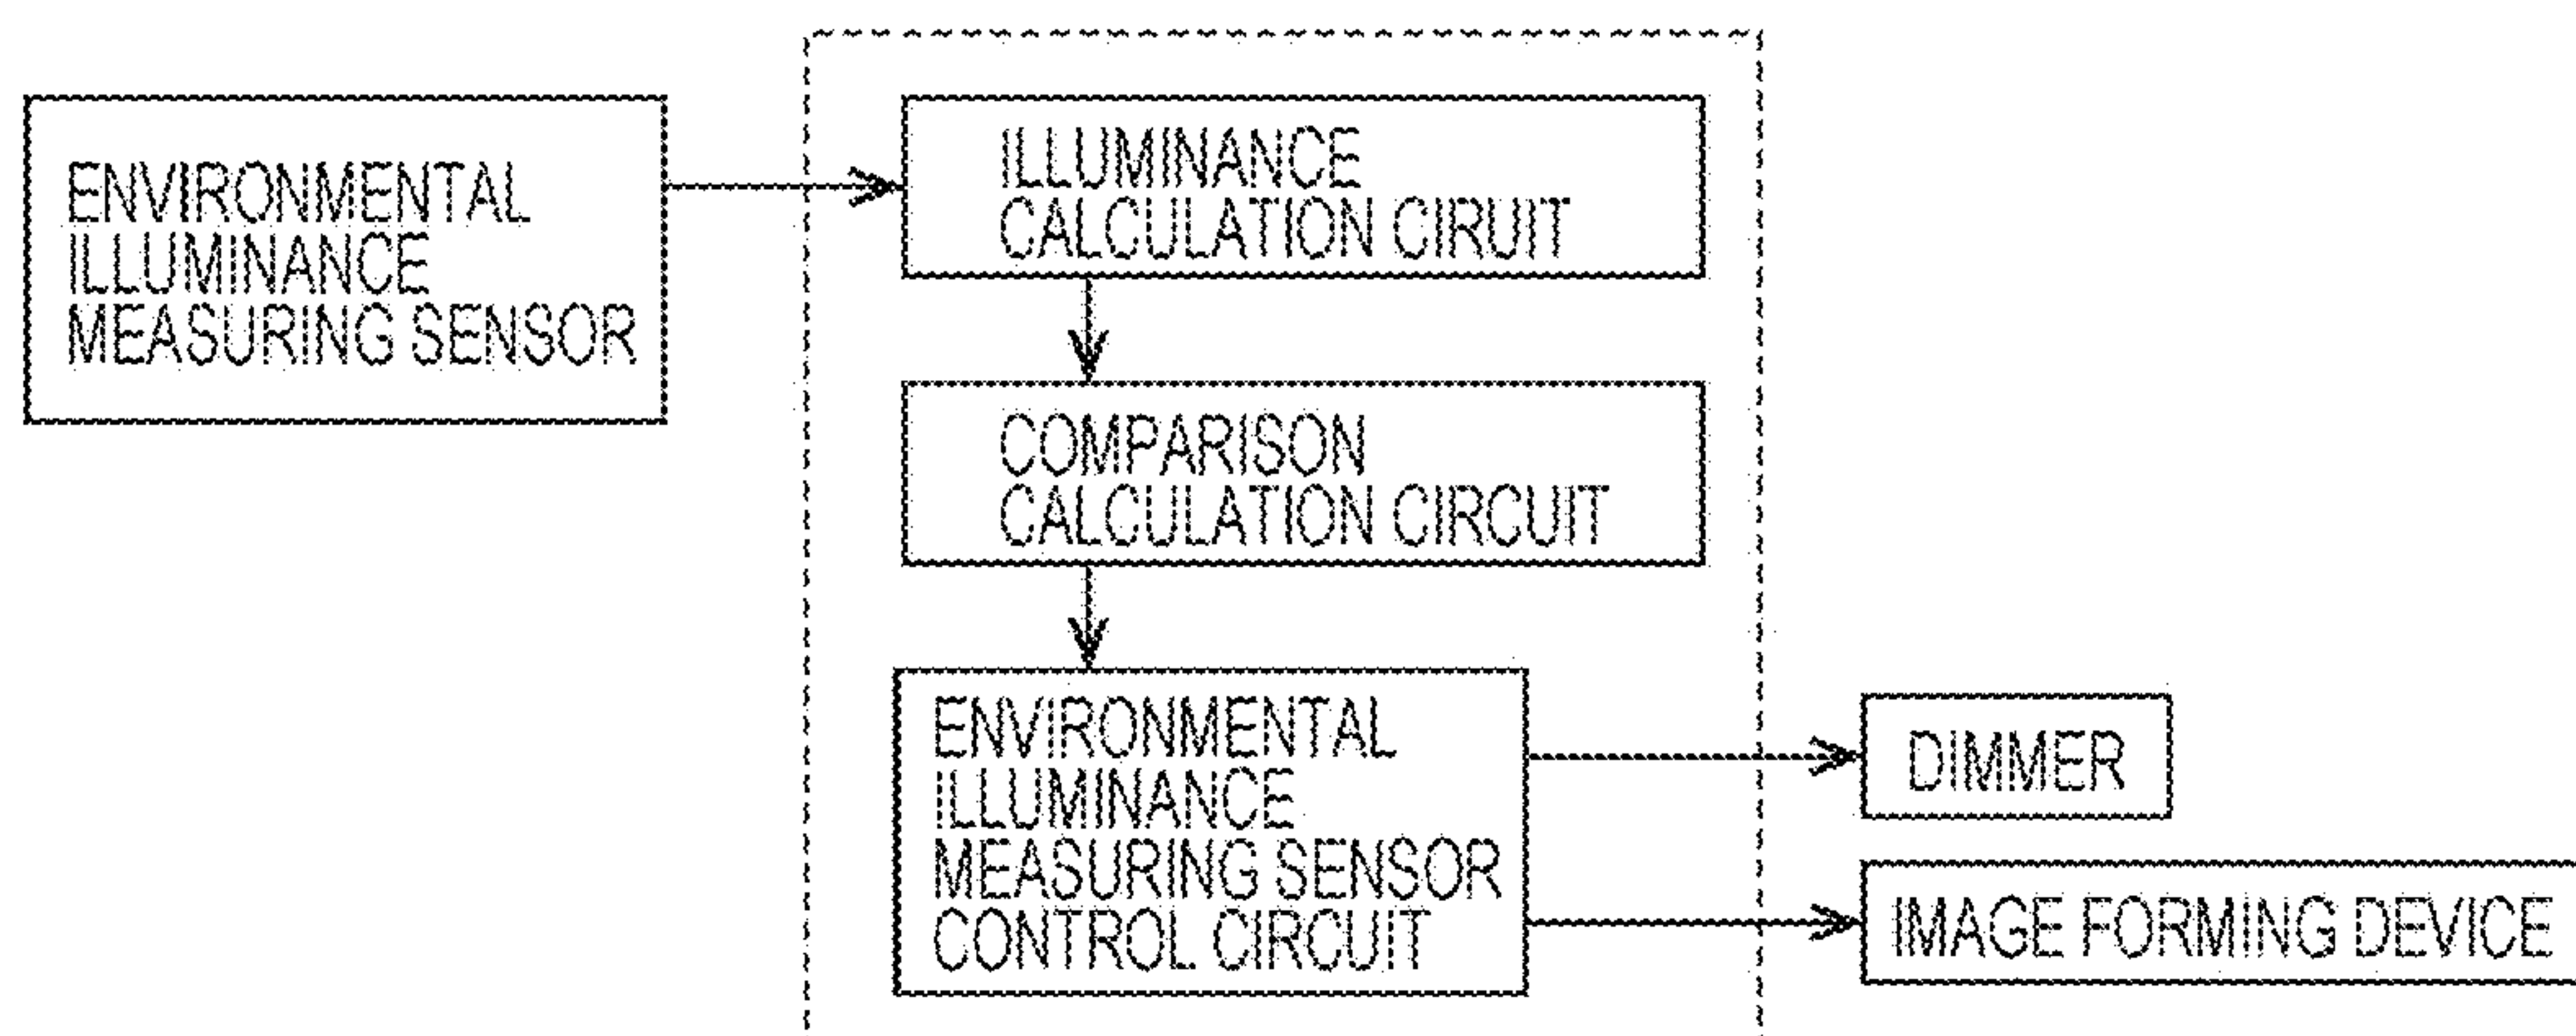 ENVIRONMENTAL
ILLUMINANCE
MEASURING SENSOR
ILLUMINANCE
CALCULATION CIRUIT
COMPARISON
CALCULATION CIRCUIT
ENVIRONMENTAL
ILLUMINANCE
MEASURING SENSOR
CONTROL CIRCUIT
DIMMER
IMAGE FORMING DEVICE